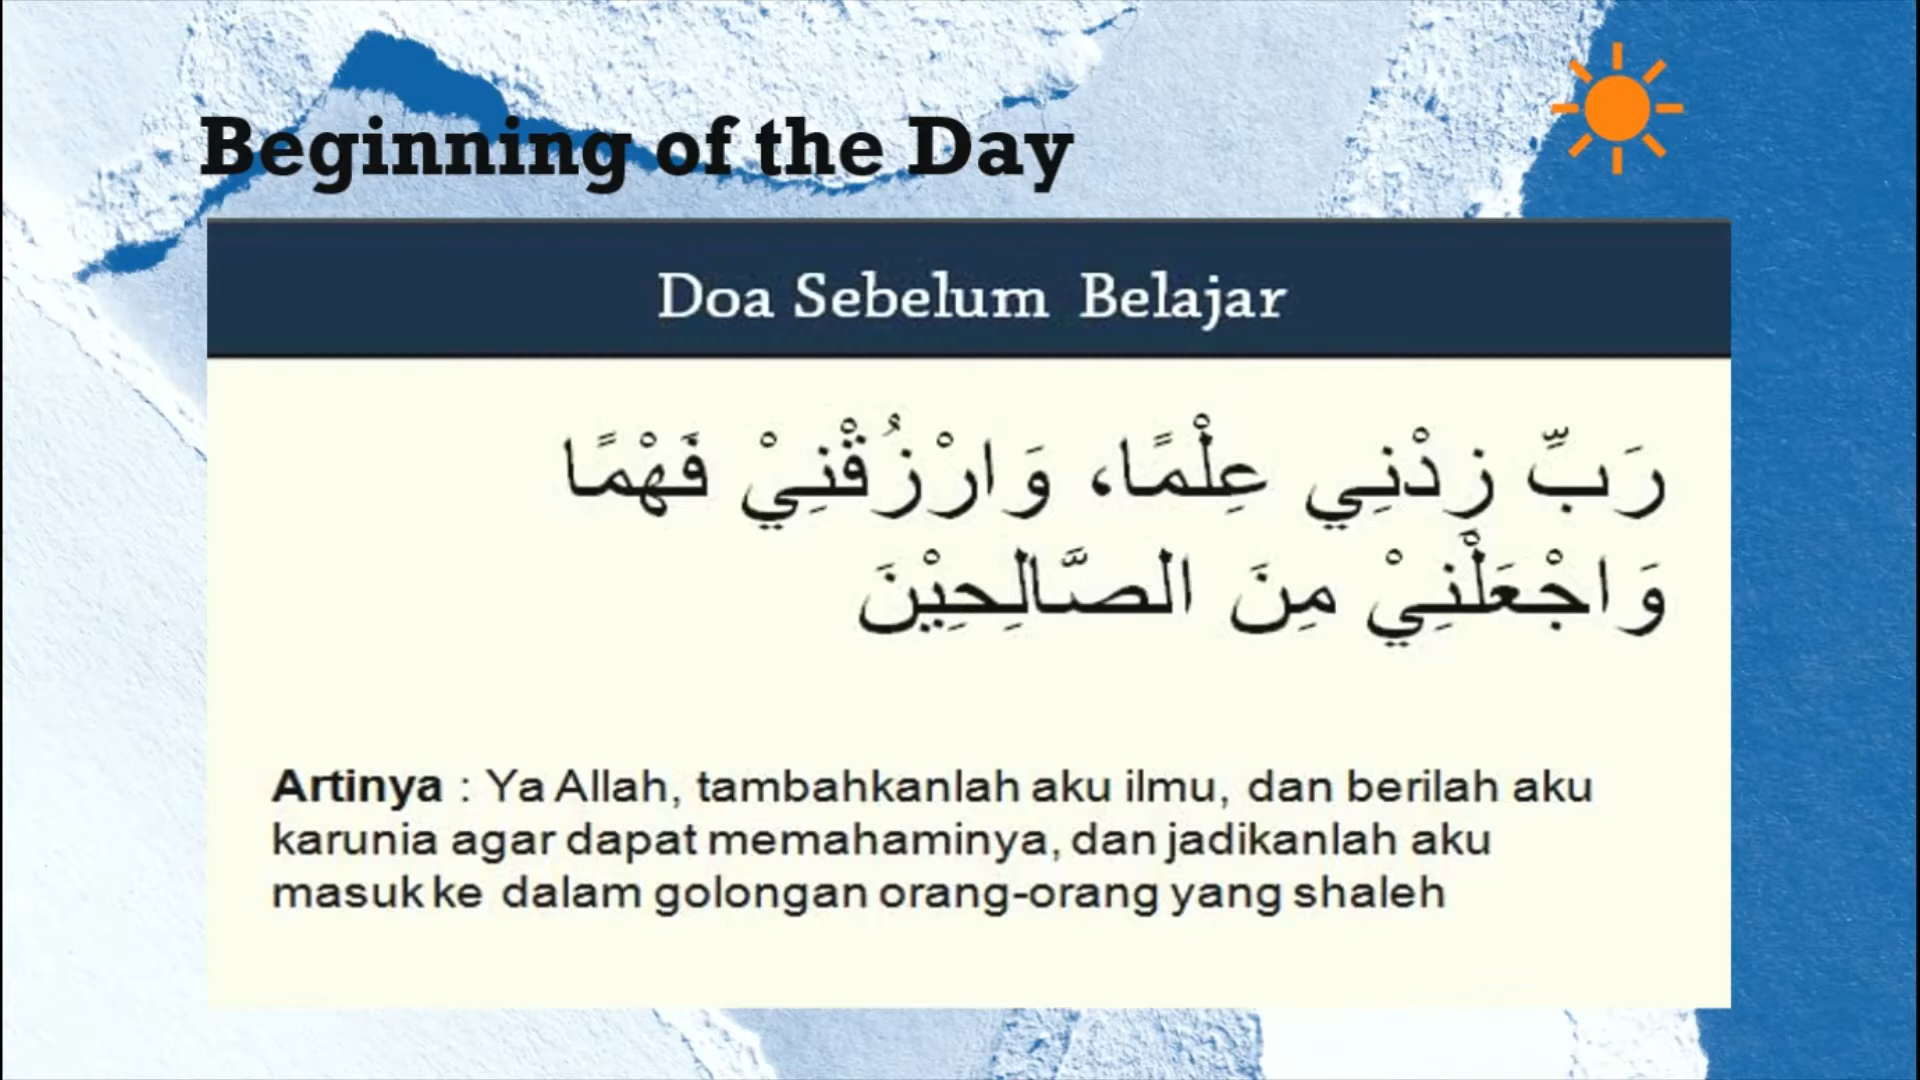 Beginning of the Day
Doa Sebelum Belajar
رَبِّ زِدْنِي عِلْمًا، وَارْزُقْنِيْ فَهْمًا
وَاجْعَلْنِيْ مِنَ الصَّالِحِيْنَ
Artinya : Ya Allah, tambahkanlah aku ilmu, dan berilah aku
karunia agar dapat memahaminya, dan jadikanlah aku
masuk ke dalam golongan orang-orang yang shaleh